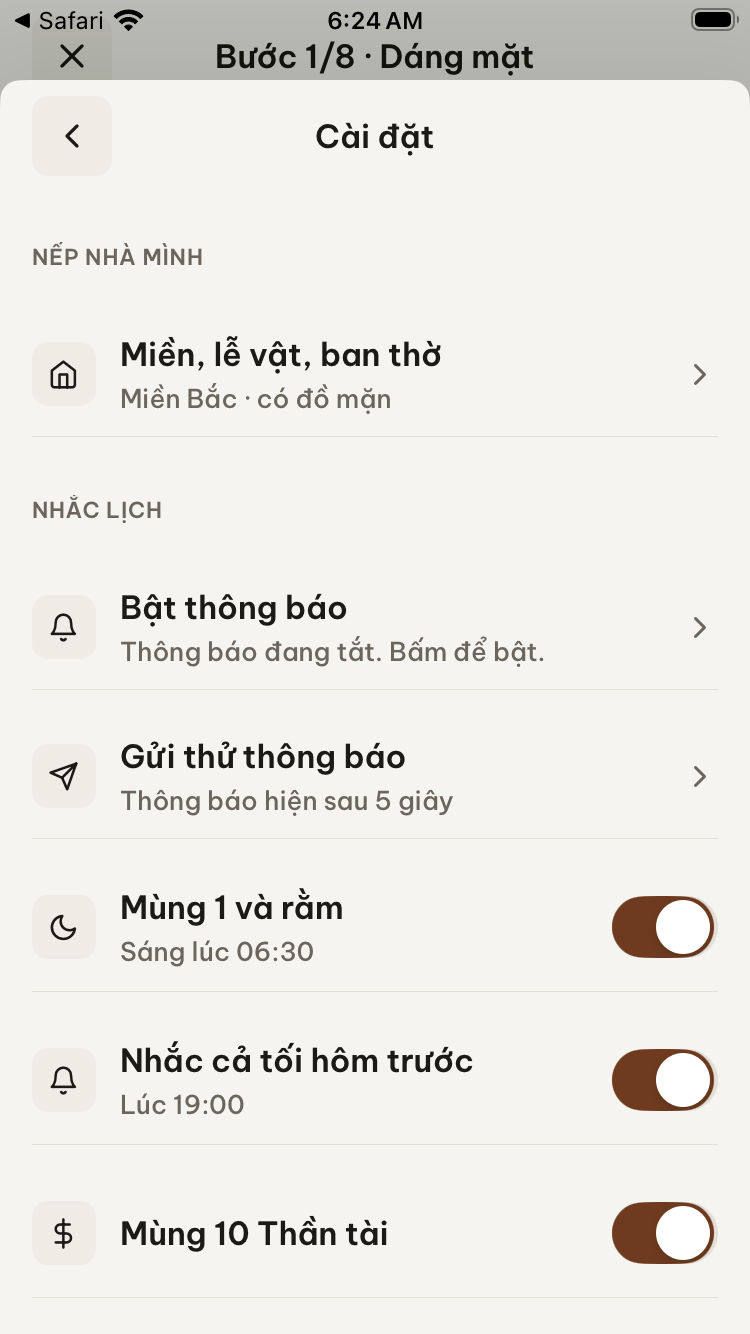 Safari
6:24 AM
Bước 1/8 · Dáng mặt
Cài đặt
NẾP NHÀ MÌNH
Miền, lễ vật, ban thờ
Miền Bắc · có đồ mặn
NHẮC LỊCH
Bật thông báo
Thông báo đang tắt. Bấm để bật.
Gửi thử thông báo
Thông báo hiện sau 5 giây
Mùng 1 và rằm
Sáng lúc 06:30
Nhắc cả tối hôm trước
Lúc 19:00
Mùng 10 Thần tài